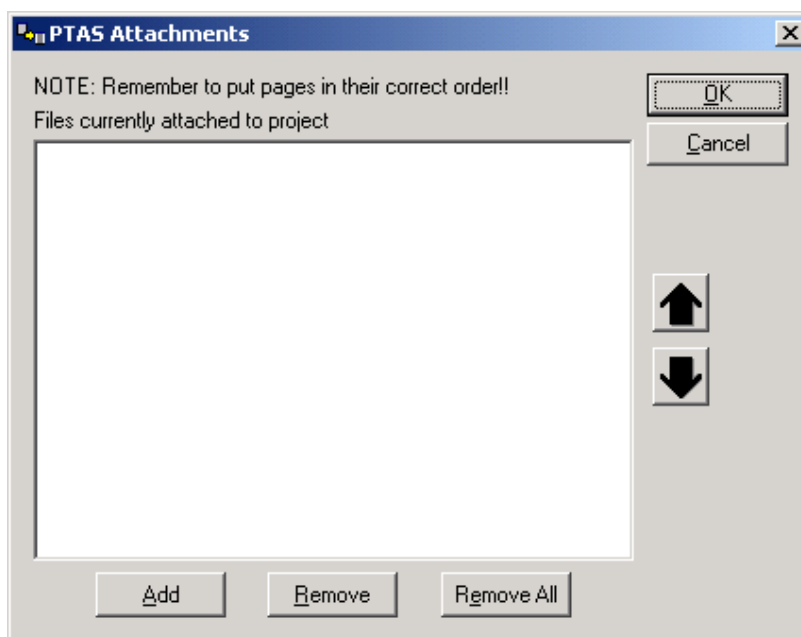 PTAS Attachments
NOTE: Remember to put pages in their correct order!!
Files currently attached to project
OK
Cancel
Add
Remove
Remove All